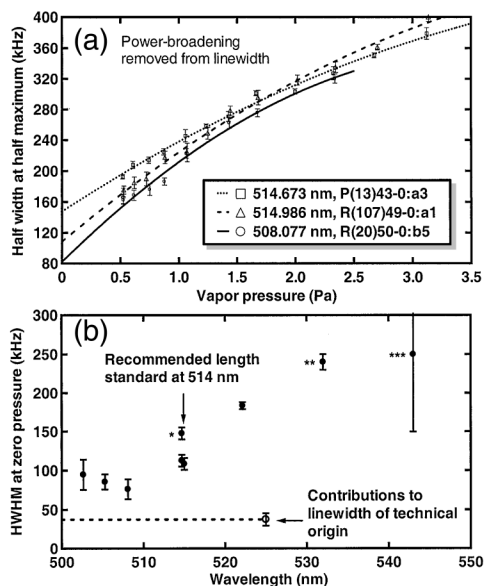 400
360
320
280
240
200
160
120
80
Half width at half maximum (kHz)
(a)
Power-broadening
removed from linewidth
514.673 nm, P(13)43-0:a3
514.986 nm, R(107)49-0:a1
508.077 nm, R(20)50-0:b5
0
0.5
1.0
1.5
2.0
2.5
3.0
3.5
Vapor pressure (Pa)
300
250
200
150
100
50
0
HWHM at zero pressure (kHz)
(b)
Recommended length
standard at 514 nm
*
**
***
Contributions to
linewidth of technical
origin
500
510
520
530
540
550
Wavelength (nm)